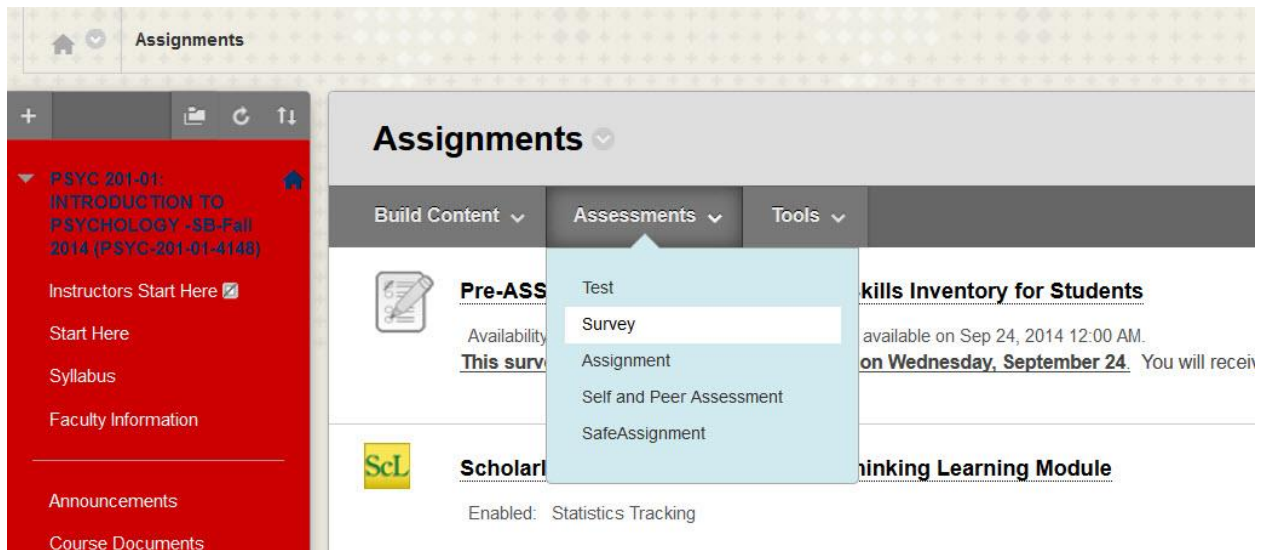 Assignments
PSYC 201-01:
INTRODUCTION TO
PSYCHOLOGY -SB-Fall
2014 (PSYC-201-01-4148)
Instructors Start Here
Start Here
Syllabus
Faculty Information
Announcements
Course Documents
Assignments
Build Content Assessments Tools
Test
Survey
Assignment
Self and Peer Assessment
SafeAssignment
Pre-ASS kills Inventory for Students
Availability available on Sep 24, 2014 12:00 AM.
This surv on Wednesday, September 24. You will receiv
ScL
Scholarl hinking Learning Module
Enabled: Statistics Tracking